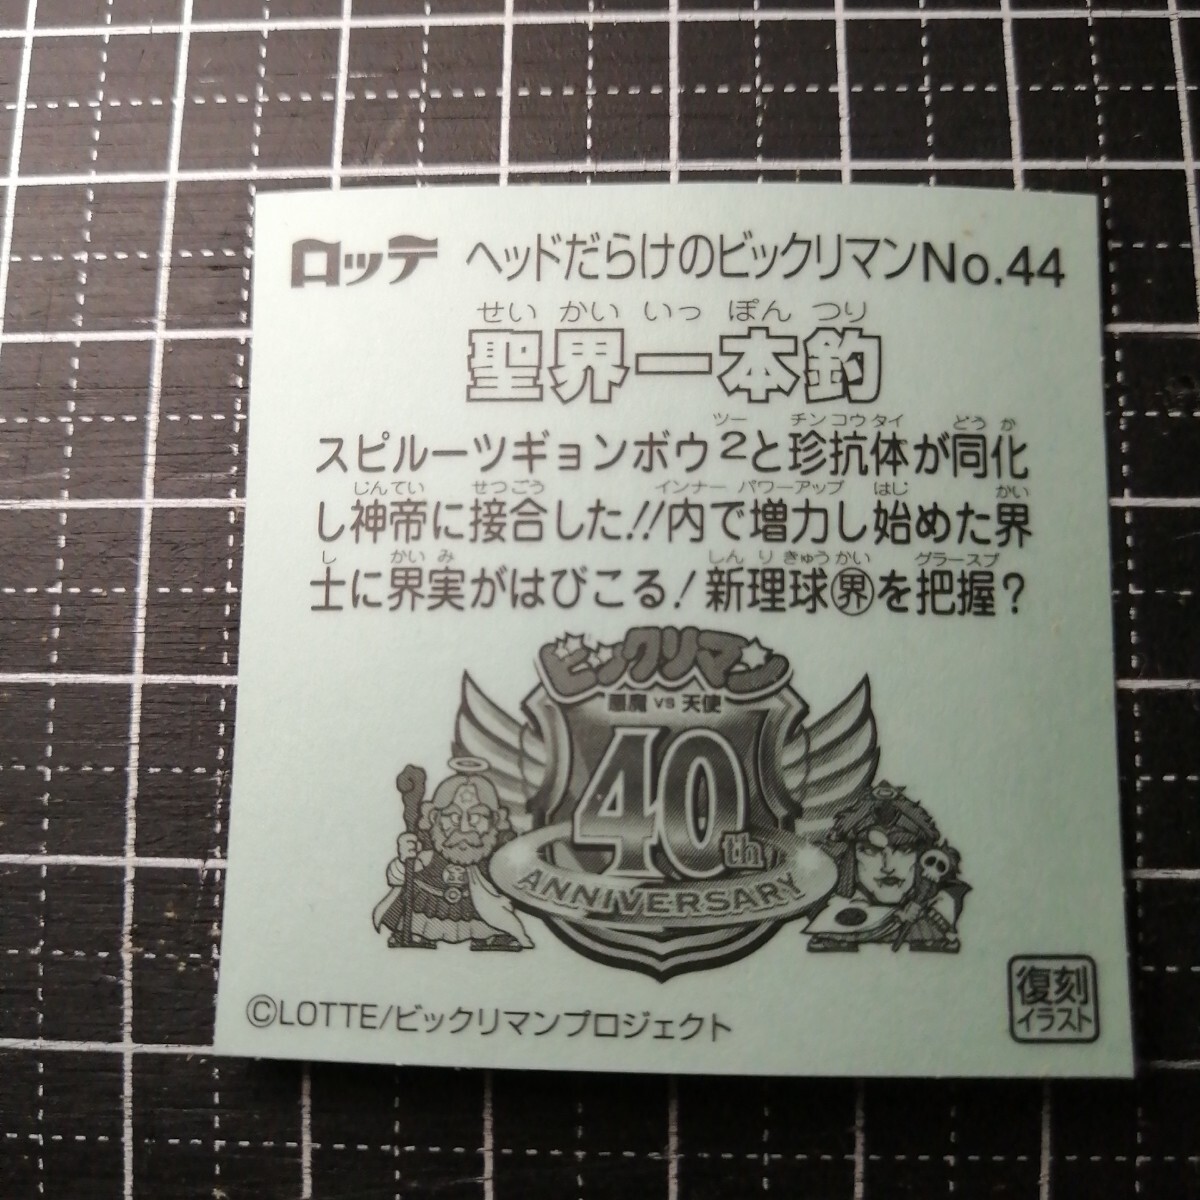 ロッテ ヘッドだらけのビックリマンNo.44
せい かい いっ ぽん つり
聖界一本釣
ツー チンコウタイ どうか
スピルーツギョンボウ2と珍抗体が同化
しんてい せつごう インナー パワーアップ はじ かい
し神帝に接合した!!内で増力し始めた界
し かいみ しんりきゅうかい グラースプ
士に界実がはびこる!新理球界を把握?
ビックリマン
悪魔 VS 天使
40th
ANNIVERSARY
©LOTTE/ビックリマンプロジェクト
復刻
イラスト